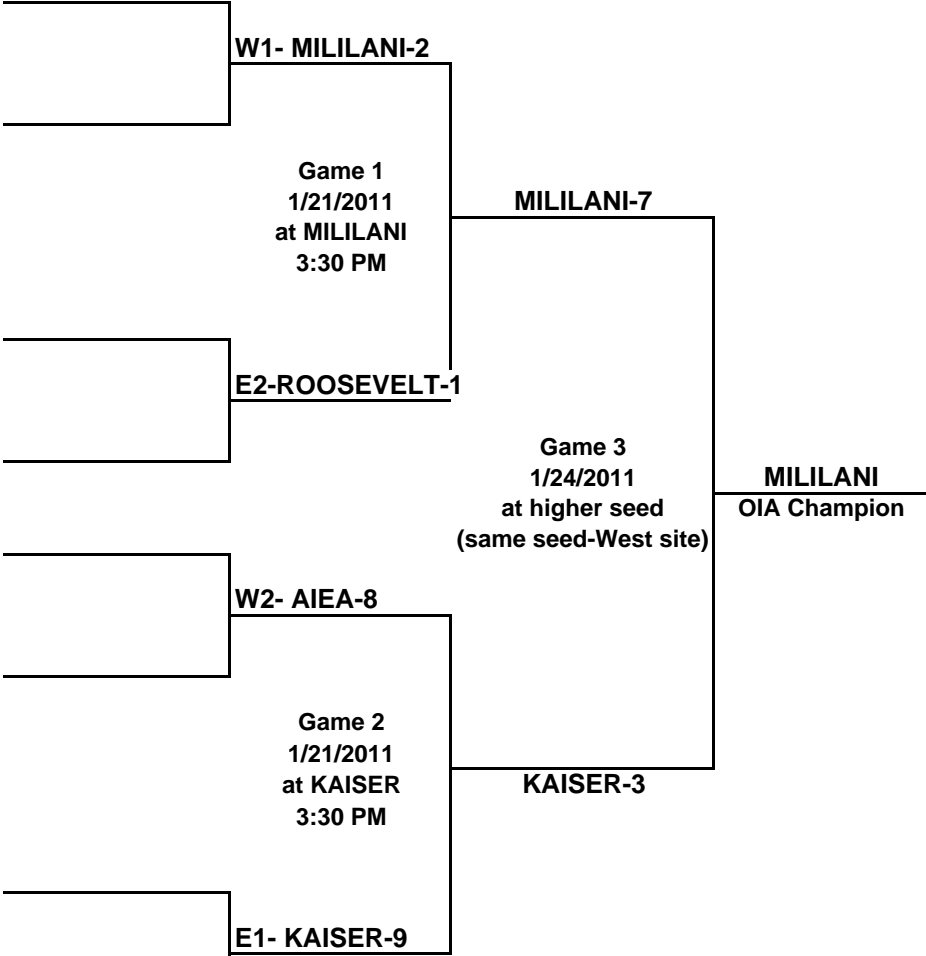 W1- MILILANI-2
Game 1
1/21/2011
at MILILANI
3:30 PM
MILILANI-7
E2-ROOSEVELT-1
Game 3
1/24/2011
at higher seed
(same seed-West site)
MILILANI
OIA Champion
W2- AIEA-8
Game 2
1/21/2011
at KAISER
3:30 PM
KAISER-3
E1- KAISER-9